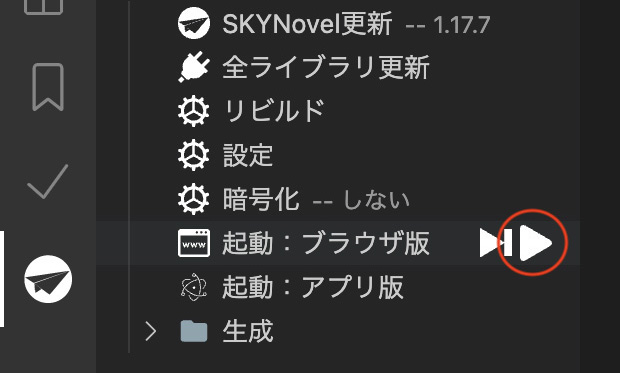 SKYNovel更新 -- 1.17.7
全ライブラリ更新
リビルド
設定
暗号化 -- しない
www 起動：ブラウザ版
起動：アプリ版
生成